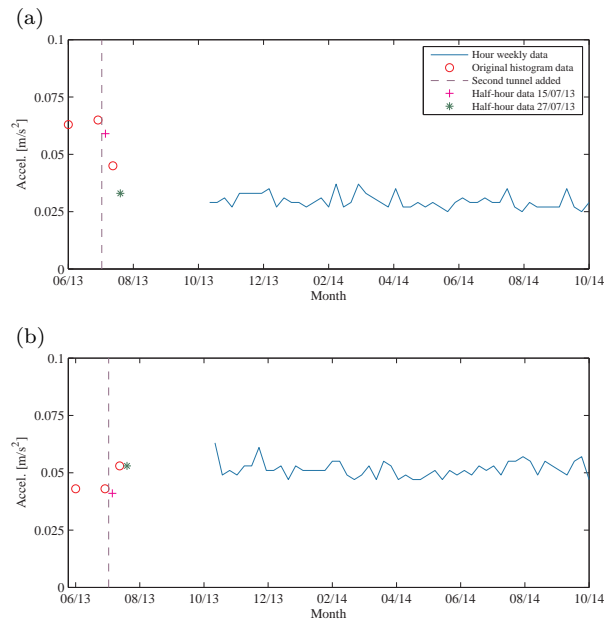 (a)
0.1
0.075
0.05
0.025
0
Accel. [m/s²]
Hour weekly data
Original histogram data
Second tunnel added
Half-hour data 15/07/13
Half-hour data 27/07/13
06/13 08/13 10/13 12/13 02/14 04/14 06/14 08/14 10/14
Month
(b)
0.1
0.075
0.05
0.025
0
Accel. [m/s²]
06/13 08/13 10/13 12/13 02/14 04/14 06/14 08/14 10/14
Month